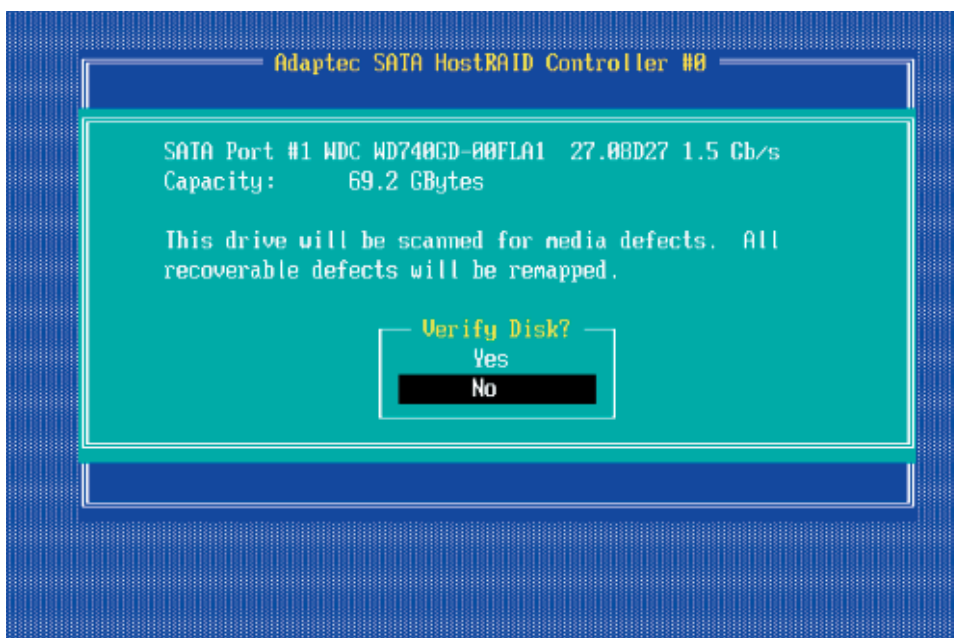 Adaptec SATA HostRAID Controller #0
SATA Port #1 WDC WD740GD-00FLA1 27.08D27 1.5 Gb/s
Capacity: 69.2 GBytes
This drive will be scanned for media defects. All
recoverable defects will be remapped.
Verify Disk?
Yes
No